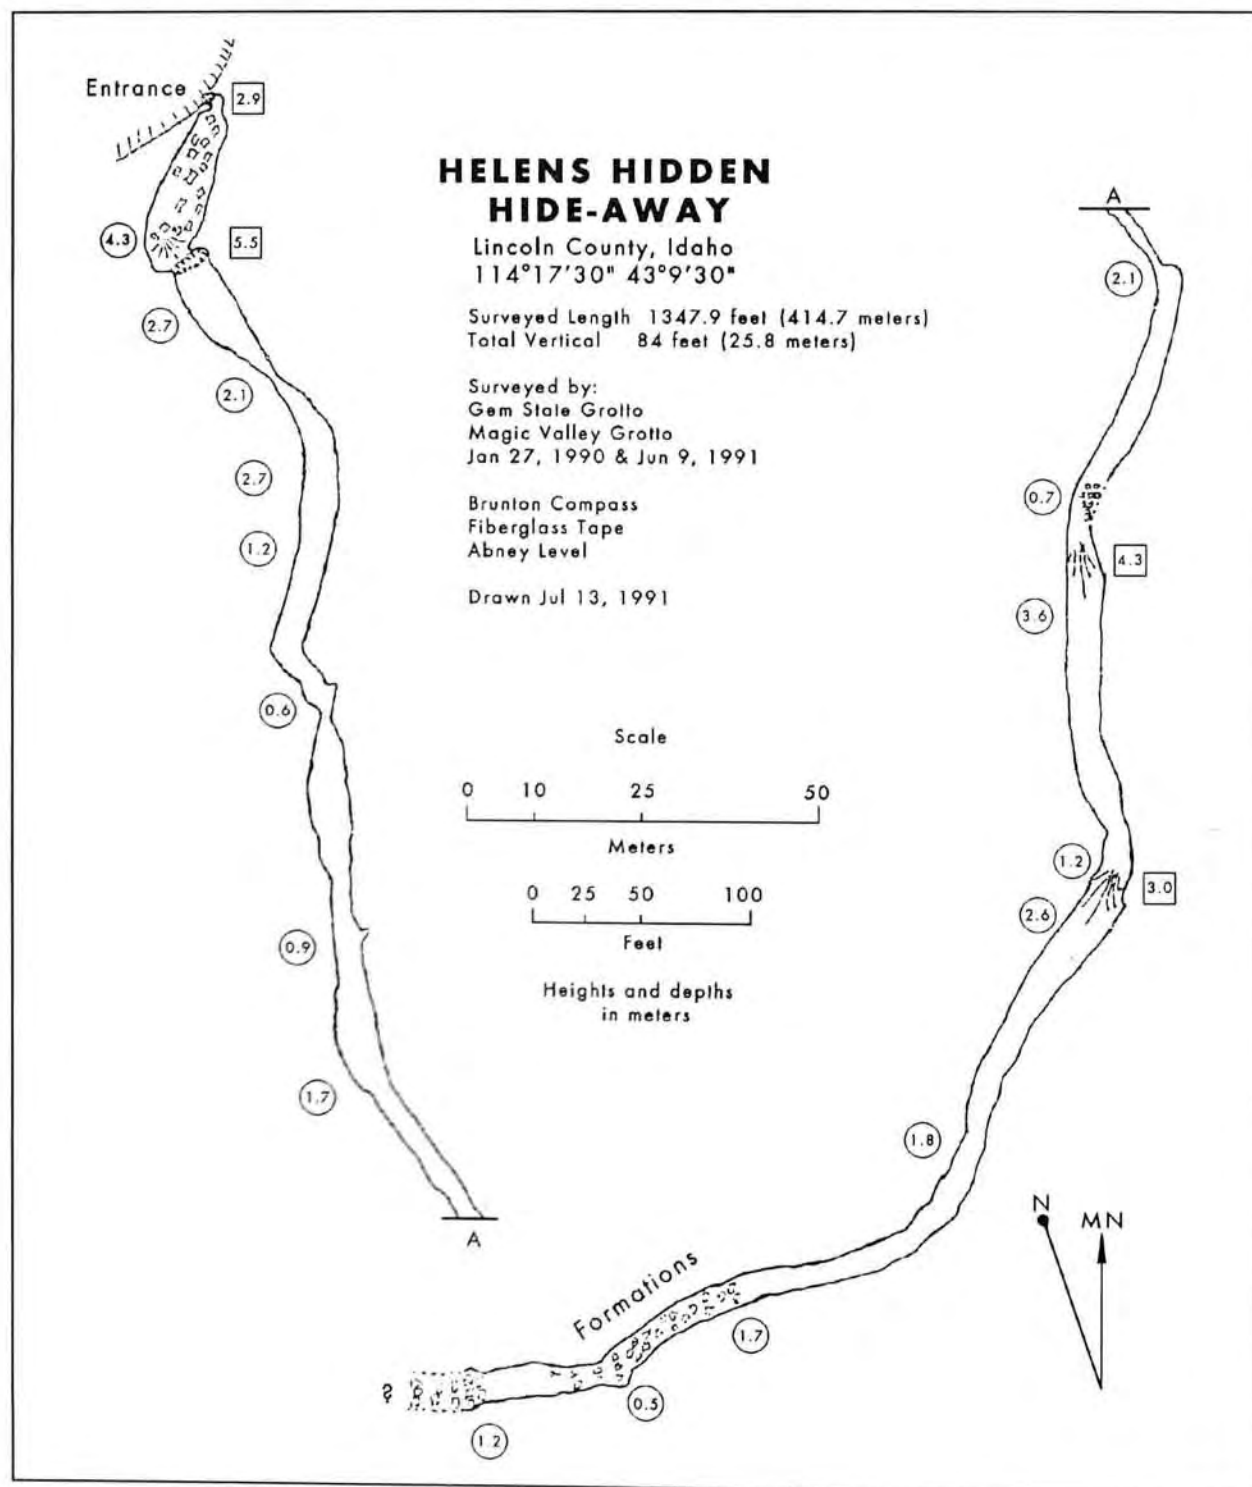 Entrance
2.9
HELENS HIDDEN
HIDE-AWAY
Lincoln County, Idaho
114°17'30" 43°9'30"
Surveyed Length 1347.9 feet (414.7 meters)
Total Vertical 84 feet (25.8 meters)
Surveyed by:
Gem State Grotto
Magic Valley Grotto
Jan 27, 1990 & Jun 9, 1991
Brunton Compass
Fiberglass Tape
Abney Level
Drawn Jul 13, 1991
4.3
5.5
2.7
2.1
2.7
1.2
0.6
0.9
1.7
A
Scale
0 10 25 50
Meters
0 25 50 100
Feet
Heights and depths
in meters
A
2.1
0.7
4.3
3.6
1.2
3.0
2.6
1.8
N
MN
Formations
1.7
?
0.5
1.2